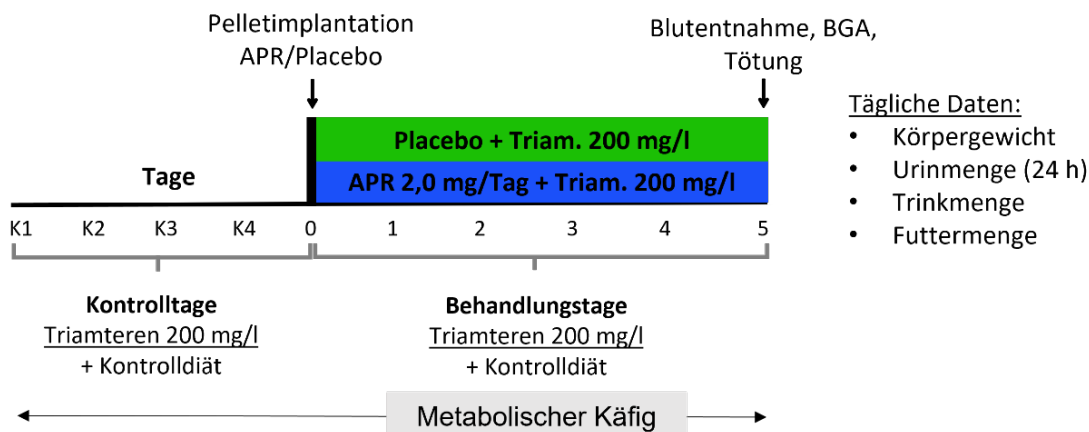 Pelletimplantation
APR/Placebo
Blutentnahme, BGA,
Tötung
Tägliche Daten:
• Körpergewicht
• Urinmenge (24 h)
• Trinkmenge
• Futtermenge
Placebo + Triam. 200 mg/l
APR 2,0 mg/Tag + Triam. 200 mg/l
Tage
K1 K2 K3 K4 0 1 2 3 4 5
Kontrolltage
Triamteren 200 mg/l
+ Kontrolldiät
Behandlungstage
Triamteren 200 mg/l
+ Kontrolldiät
Metabolischer Käfig